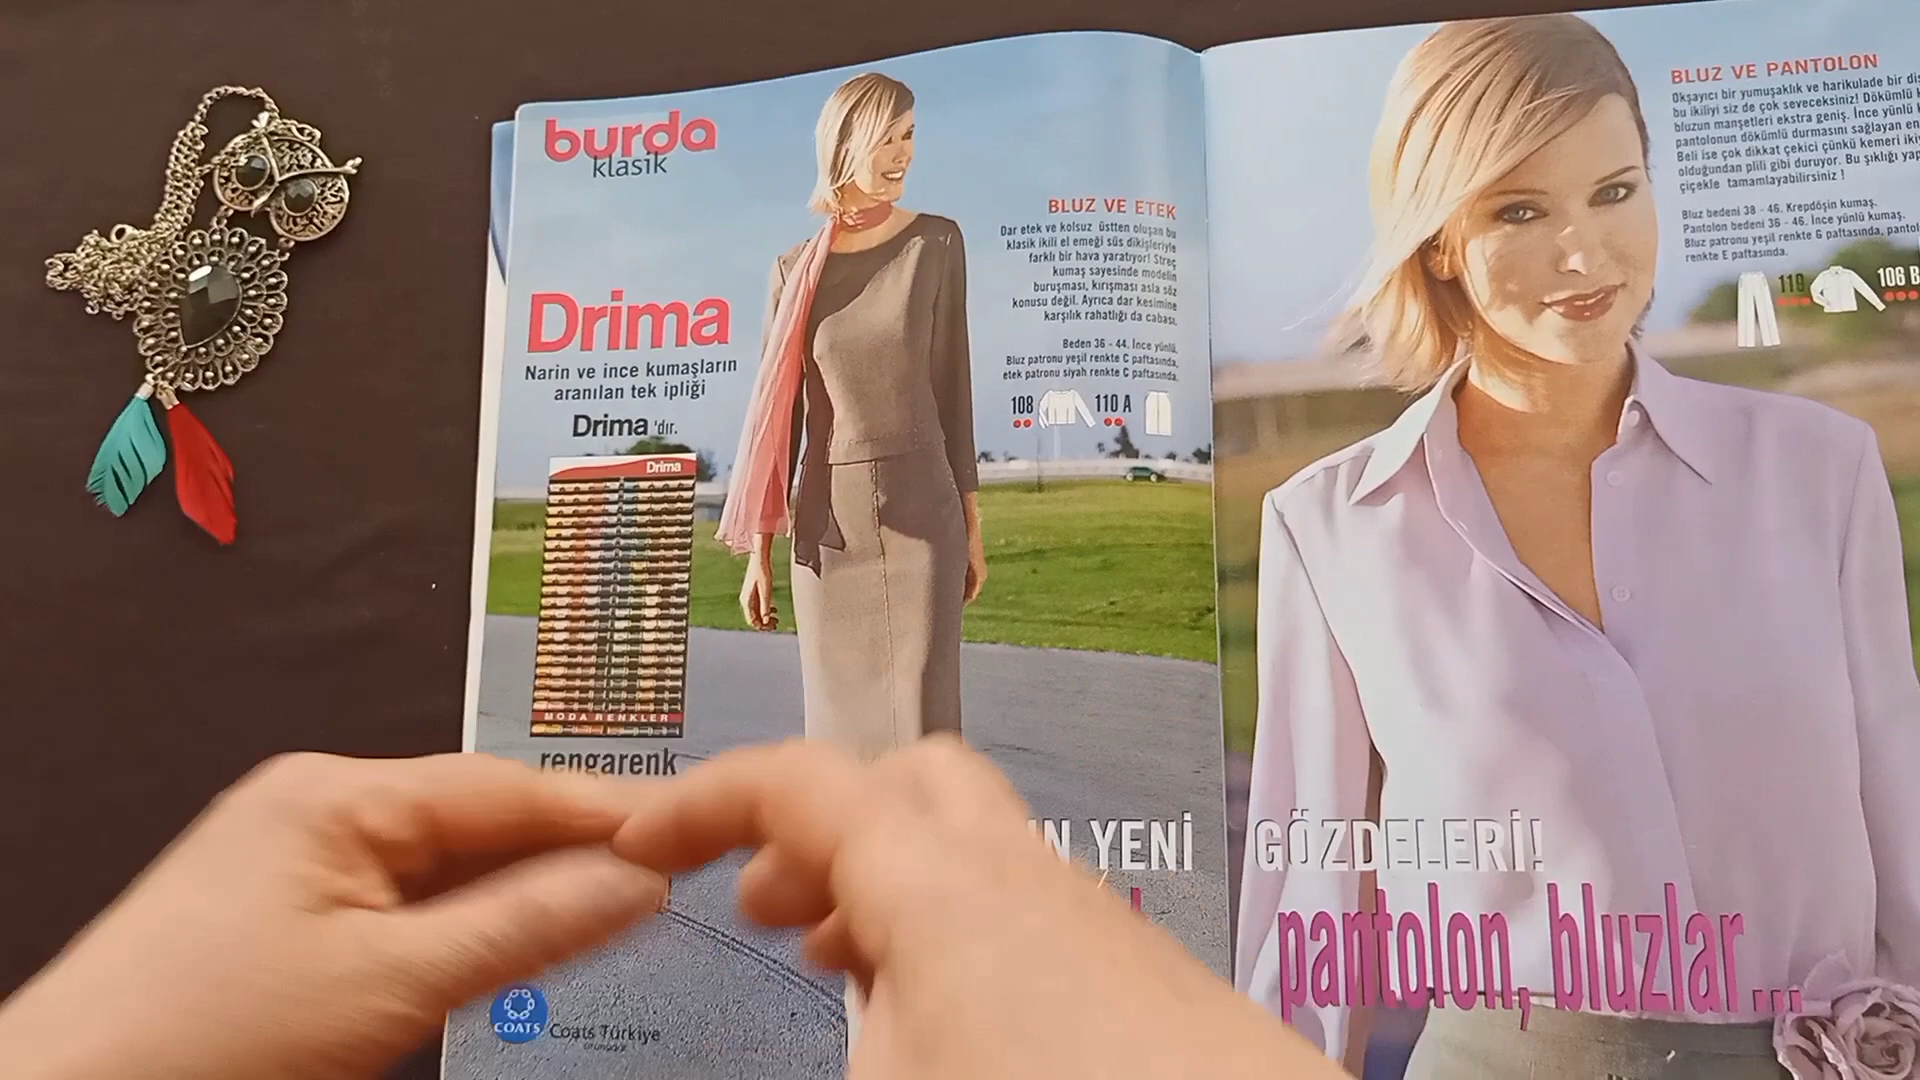 burda
klasik
Drima
Narin ve ince kumaşların
aranılan tek ipliği
Drima 'dır.
Drima
MODA RENKLER
rengarenk
COATS
Coats Türkiye
BLUZ VE ETEK
Dar etek ve kolsuz üstten oluşan bu
klasik ikili el emeği süs dikişleriyle
farklı bir hava yaratıyor! Streç
kumaş sayesinde modelin
buruşması, kırışması asla söz
konusu değil. Ayrıca dar kesimine
karşılık rahatlığı da cabası.
Beden 36 - 44. İnce yünlü.
Bluz patronu yeşil renkte C paftasında,
etek patronu siyah renkte C paftasında.
108 110 A
YENİ GÖZDELERİ!
pantolon, bluzlar...
BLUZ VE PANTOLON
Okşayıcı bir yumuşaklık ve harikulade bir
bu ikiliyi siz de çok seveceksiniz! Dökümlü
bluzun manşetleri ekstra geniş. İnce yünlü
pantolonun dökümlü durmasını sağlayan
Beli ise çok dikkat çekici çünkü kemeri
olduğundan pilili gibi duruyor. Bu şıklığı
çiçekle tamamlayabilirsiniz !
Bluz bedeni 38 - 46. Krepdöşin kumaş.
Pantolon bedeni 36 - 46. İnce yünlü kumaş.
Bluz patronu yeşil renkte G paftasında,
renkte E paftasında.
119 106 B